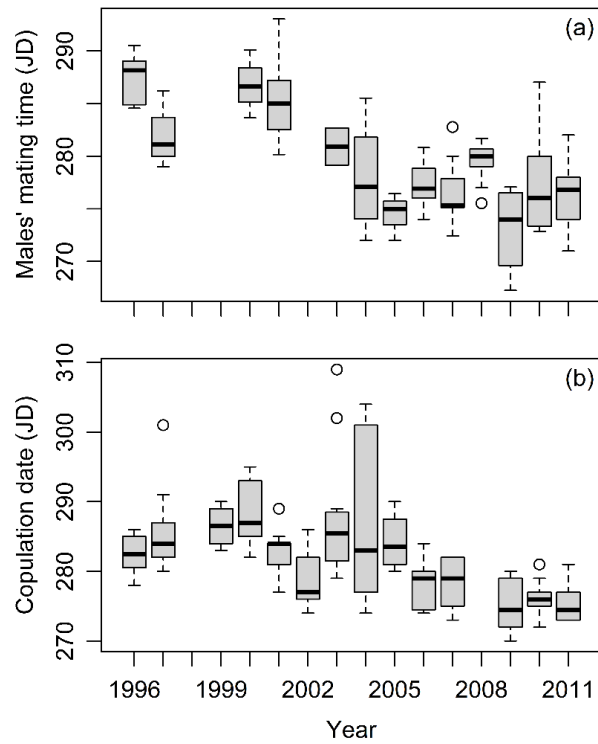 (a)
Males' mating time (JD)
290
280
270
(b)
Copulation date (JD)
310
300
290
280
270
1996 1999 2002 2005 2008 2011
Year